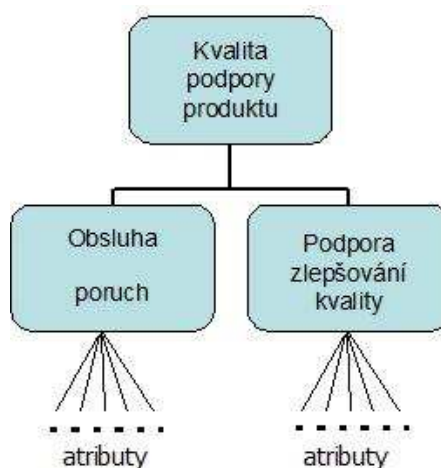 Kvalita
podpory
produktu
Obsluha
poruch
Podpora
zlepšování
kvality
atributy
atributy